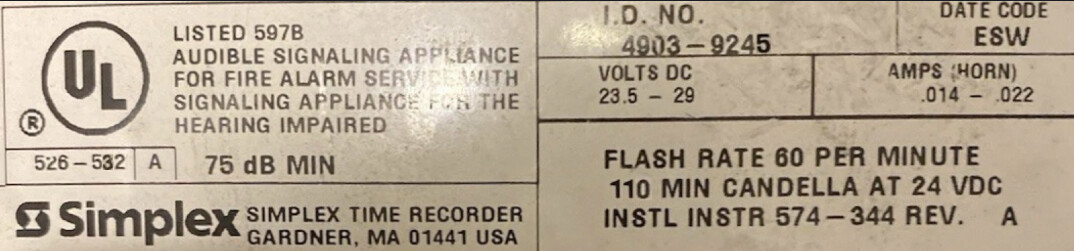 UL
®
LISTED 597B
AUDIBLE SIGNALING APPLIANCE
FOR FIRE ALARM SERVICE WITH
SIGNALING APPLIANCE FOR THE
HEARING IMPAIRED
526-532 A 75 dB MIN
Simplex SIMPLEX TIME RECORDER
GARDNER, MA 01441 USA
I.D. NO.
4903-9245
DATE CODE
ESW
VOLTS DC
23.5 - 29
AMPS (HORN)
.014 - .022
FLASH RATE 60 PER MINUTE
110 MIN CANDELLA AT 24 VDC
INSTL INSTR 574-344 REV. A